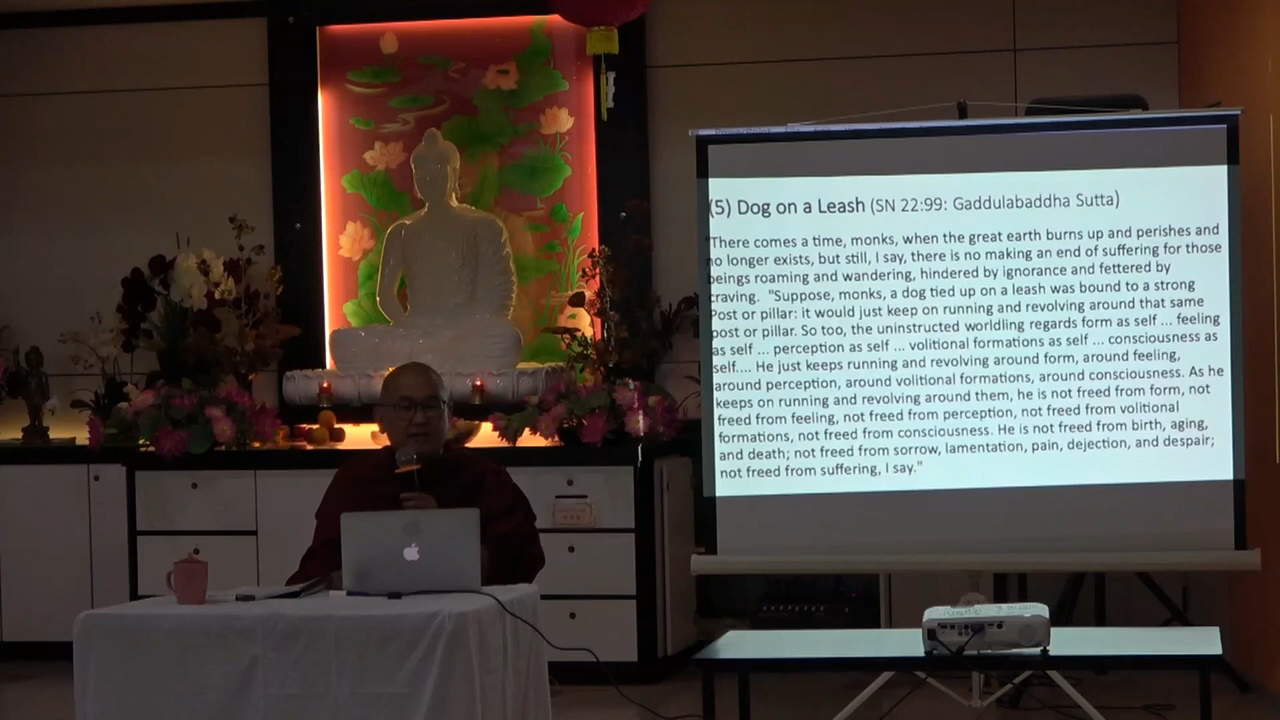 (5) Dog on a Leash (SN 22:99: Gaddulabaddha Sutta)
"There comes a time, monks, when the great earth burns up and perishes and
no longer exists, but still, I say, there is no making an end of suffering for those
beings roaming and wandering, hindered by ignorance and fettered by
craving. "Suppose, monks, a dog tied up on a leash was bound to a strong
Post or pillar: it would just keep on running and revolving around that same
post or pillar. So too, the uninstructed worldling regards form as self ... feeling
as self ... perception as self ... volitional formations as self ... consciousness as
self.... He just keeps running and revolving around form, around feeling,
around perception, around volitional formations, around consciousness. As he
keeps on running and revolving around them, he is not freed from form, not
freed from feeling, not freed from perception, not freed from volitional
formations, not freed from consciousness. He is not freed from birth, aging,
and death; not freed from sorrow, lamentation, pain, dejection, and despair;
not freed from suffering, I say."